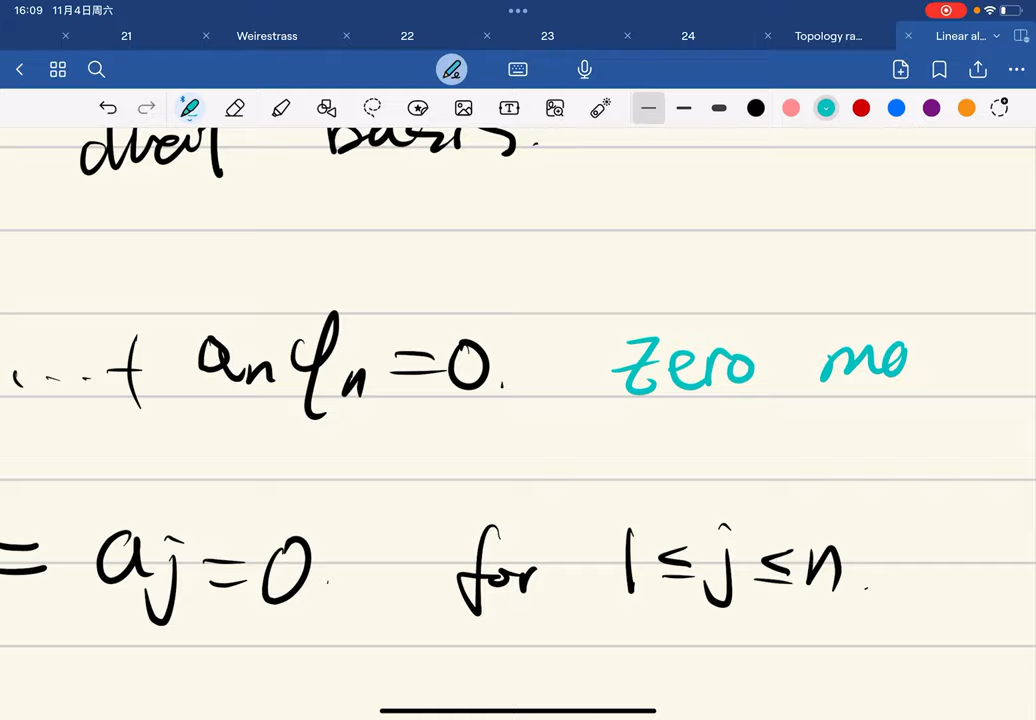 16:09 11月4日周六
21 Weirestrass 22 23 24 Topology ra... Linear al...
dual basis.
...+ anφn=0. zero mo
= aj=0. for 1≤j≤n.